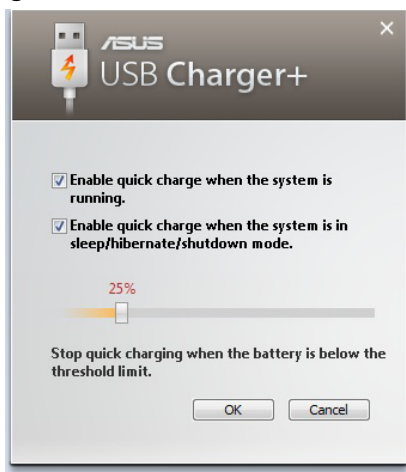 ASUS
USB Charger+
Enable quick charge when the system is
running.
Enable quick charge when the system is in
sleep/hibernate/shutdown mode.
25%
Stop quick charging when the battery is below the
threshold limit.
OK Cancel